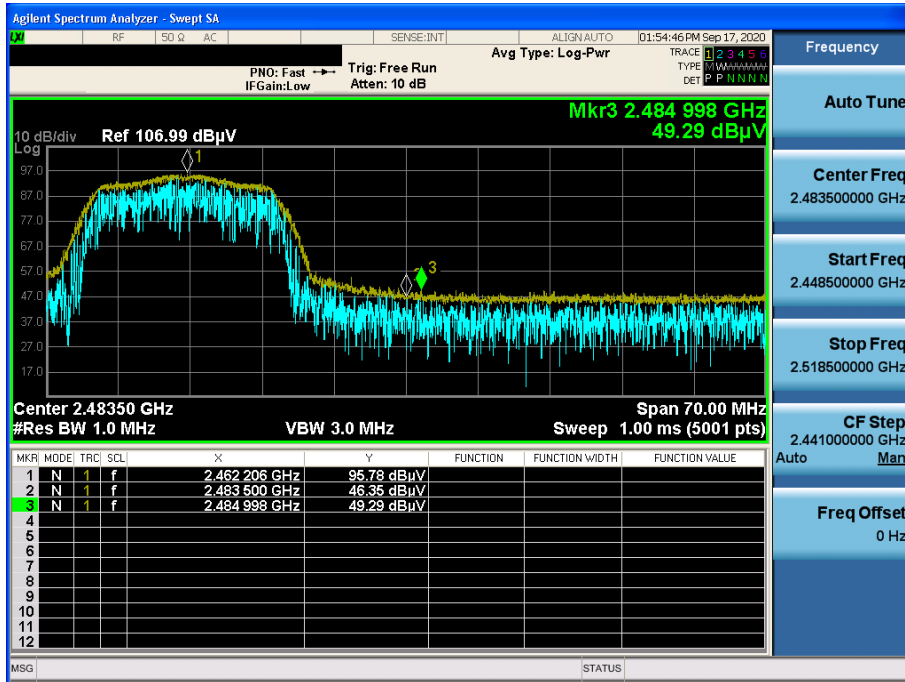 Agilent Spectrum Analyzer - Swept SA
LXI RF 50 Ω AC SENSE:INT ALIGN AUTO 01:54:46 PM Sep 17, 2020
Avg Type: Log-Pwr
TRACE 1 2 3 4 5 6
TYPE M W W W W W
DET P P N N N N
PNO: Fast
IFGain:Low
Trig: Free Run
Atten: 10 dB
Mkr3 2.484 998 GHz
49.29 dBµV
10 dB/div Ref 106.99 dBµV
Log
97.0
87.0
77.0
67.0
57.0
47.0
37.0
27.0
17.0
1
3
Center 2.48350 GHz Span 70.00 MHz
#Res BW 1.0 MHz VBW 3.0 MHz Sweep 1.00 ms (5001 pts)
MKR MODE TRC SCL X Y FUNCTION FUNCTION WIDTH FUNCTION VALUE
1 N 1 f 2.462 206 GHz 95.78 dBµV
2 N 1 f 2.483 500 GHz 46.35 dBµV
3 N 1 f 2.484 998 GHz 49.29 dBµV
4
5
6
7
8
9
10
11
12
MSG STATUS
Frequency
Auto Tune
Center Freq
2.483500000 GHz
Start Freq
2.448500000 GHz
Stop Freq
2.518500000 GHz
CF Step
2.441000000 GHz
Auto Man
Freq Offset
0 Hz